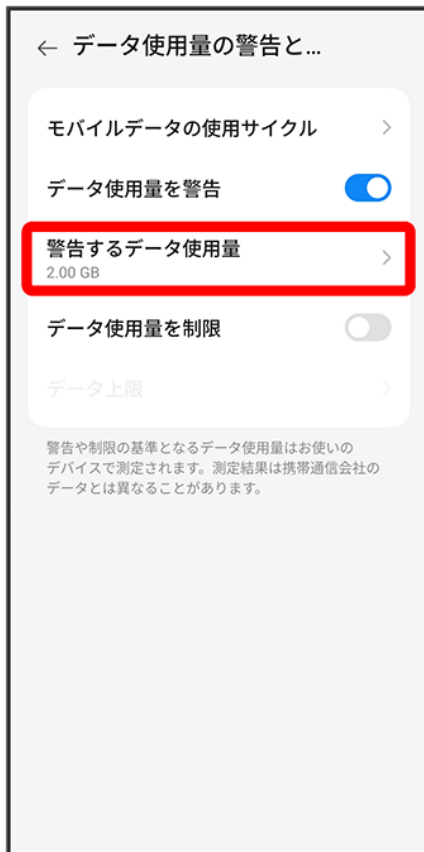 ← データ使用量の警告と...
モバイルデータの使用サイクル
データ使用量を警告
警告するデータ使用量
2.00 GB
データ使用量を制限
データ上限
警告や制限の基準となるデータ使用量はお使いの
デバイスで測定されます。測定結果は携帯通信会社の
データとは異なることがあります。